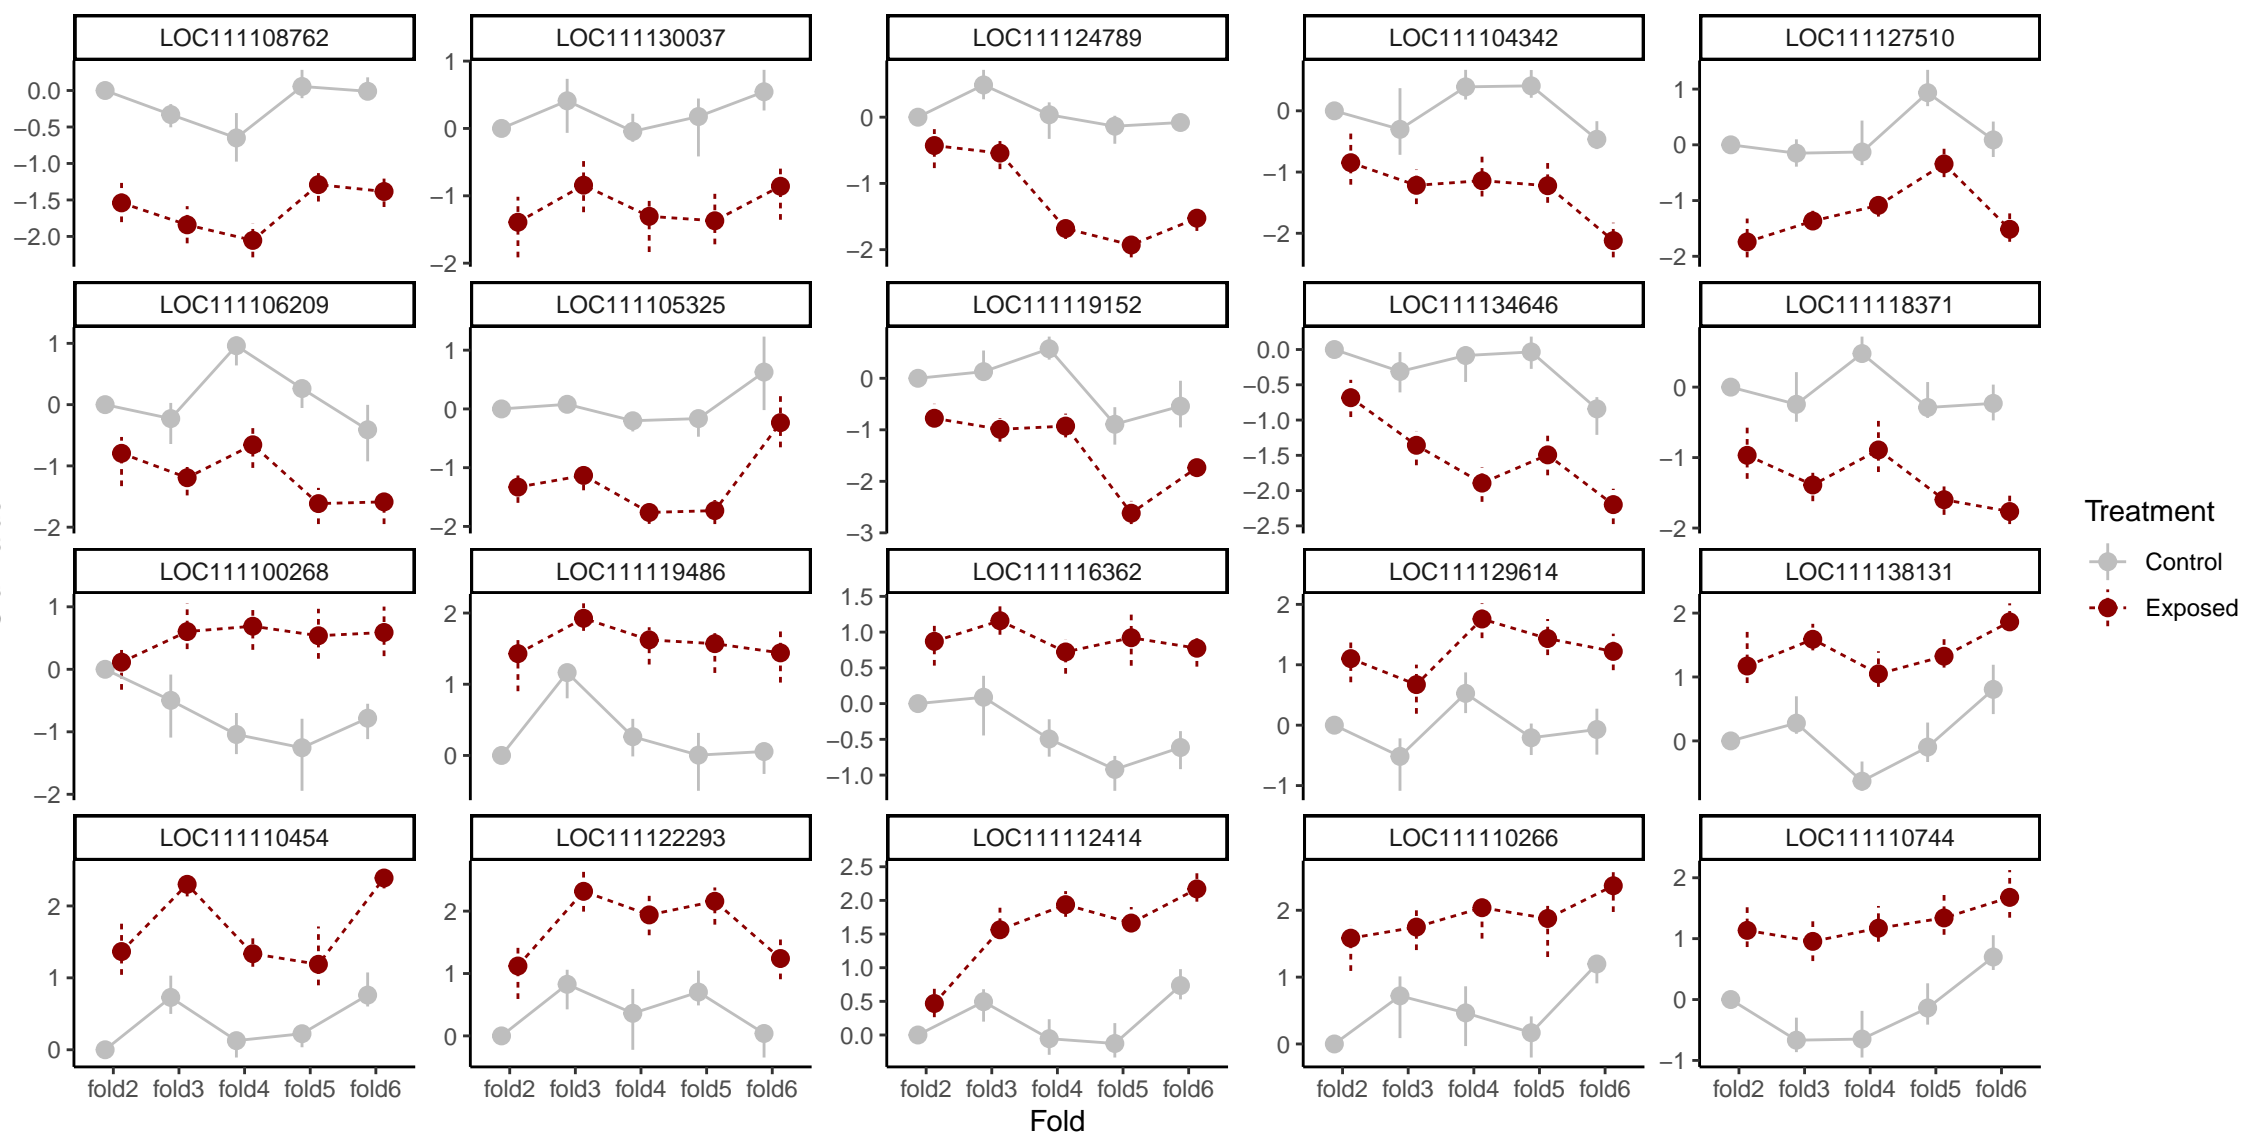 LOC111108762 LOC111130037 LOC111124789 LOC111104342 LOC111127510
0.0 −0.5 −1.0 −1.5 −2.0
1 0 −1 −2
0 −1 −2
0 −1 −2
1 0 −1 −2
LOC111106209 LOC111105325 LOC111119152 LOC111134646 LOC111118371
1 0 −1 −2
1 0 −1 −2
0 −1 −2 −3
0.0 −0.5 −1.0 −1.5 −2.0 −2.5
0 −1 −2
LOC111100268 LOC111119486 LOC111116362 LOC111129614 LOC111138131
1 0 −1 −2
2 1 0
1.5 1.0 0.5 0.0 −0.5 −1.0
2 1 0 −1
2 1 0
LOC111110454 LOC111122293 LOC111112414 LOC111110266 LOC111110744
2 1 0
2 1 0
2.5 2.0 1.5 1.0 0.5 0.0
2 1 0
2 1 0 −1
fold2 fold3 fold4 fold5 fold6 fold2 fold3 fold4 fold5 fold6 fold2 fold3 fold4 fold5 fold6 fold2 fold3 fold4 fold5 fold6 fold2 fold3 fold4 fold5 fold6
Fold
Treatment
Control
Exposed